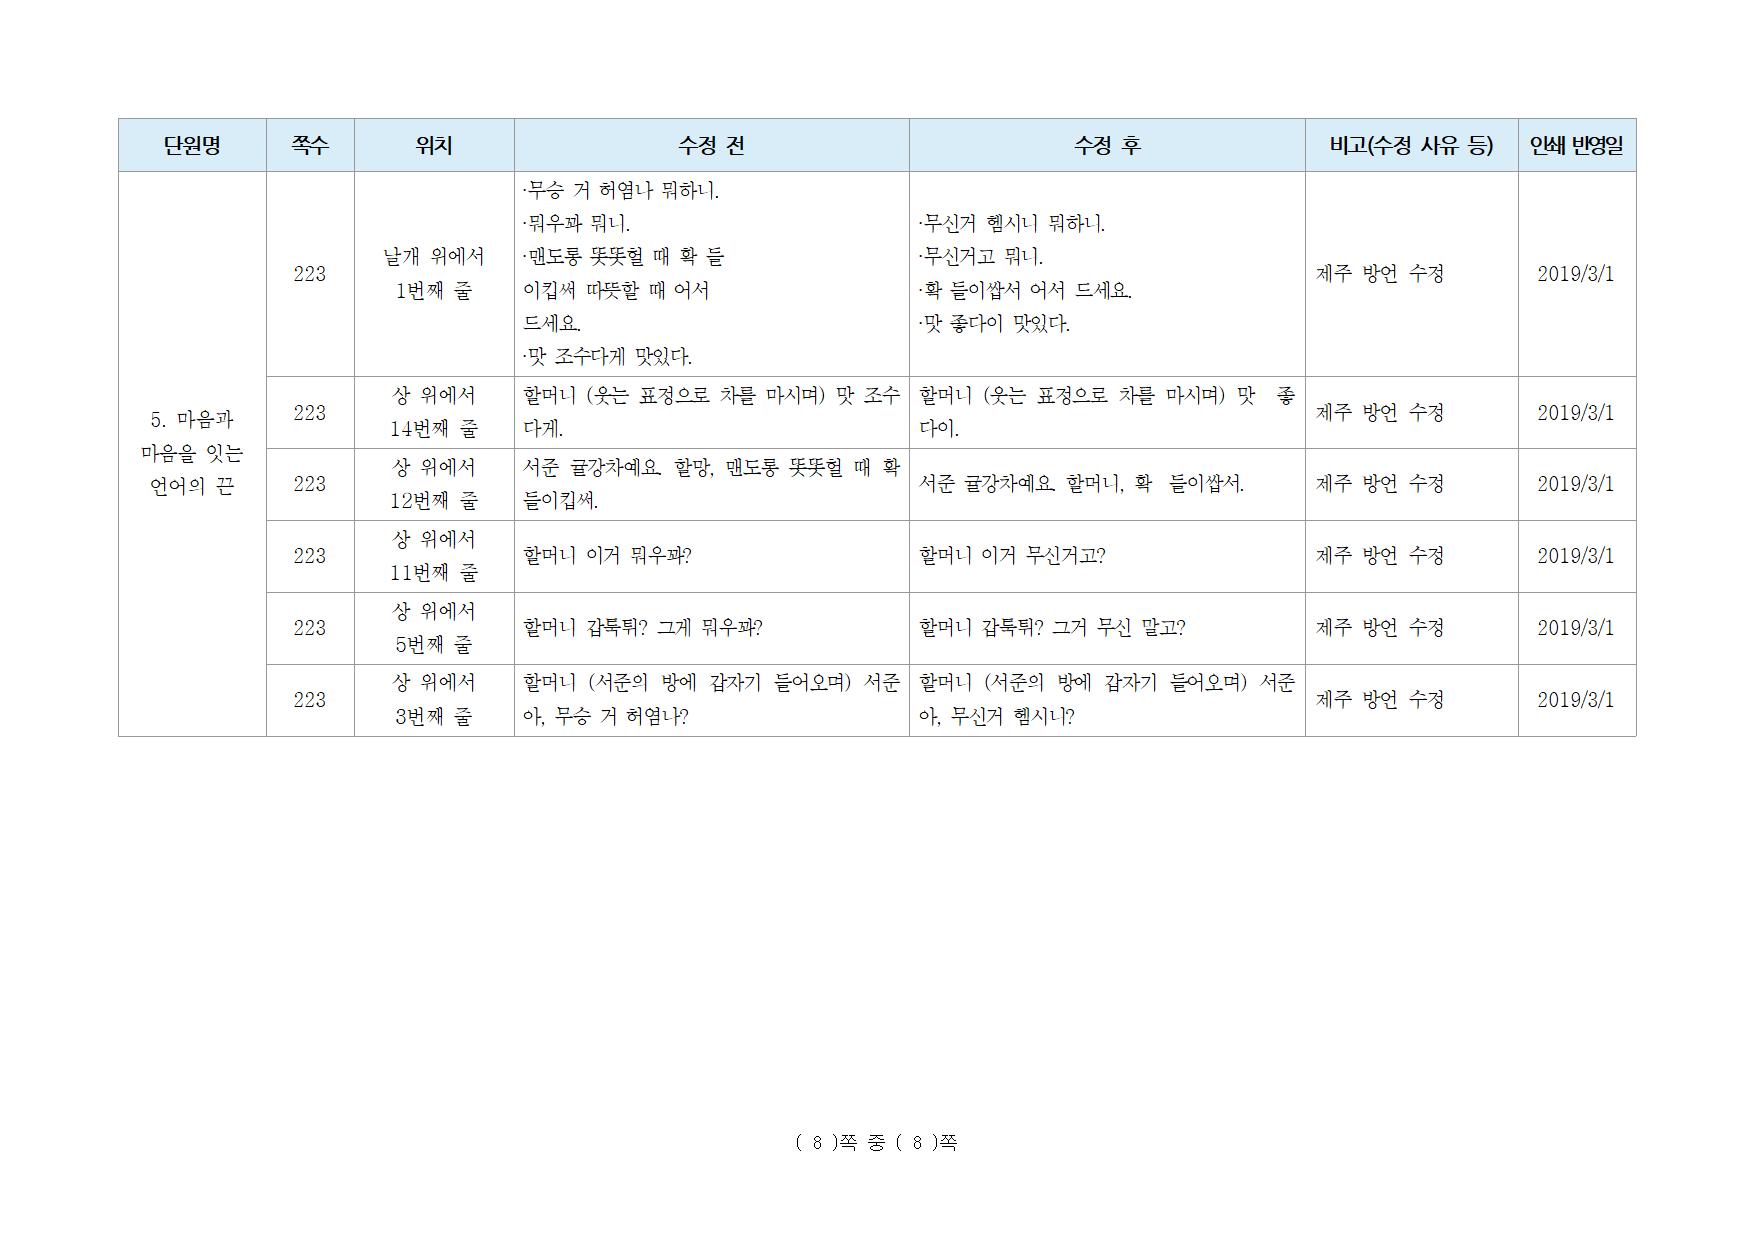 단원명 쪽수 위치 수정 전 수정 후 비고(수정 사유 등) 인쇄 반영일
5. 마음과
마음을 잇는
언어의 끈
223
날개 위에서
1번째 줄
·무승 거 허염나 뭐하니.
·뭐우꽈 뭐니.
·맨도롱 뚓뚓헐 때 확 들
이킵써 따뜻할 때 어서
드세요.
·맛 조수다게 맛있다.
·무신거 헴시니 뭐하니.
·무신거고 뭐니.
·확 들이쌉서 어서 드세요.
·맛 좋다이 맛있다.
제주 방언 수정
2019/3/1
223
상 위에서
14번째 줄
할머니 (웃는 표정으로 차를 마시며) 맛 조수
다게.
할머니 (웃는 표정으로 차를 마시며) 맛 좋
다이.
제주 방언 수정
2019/3/1
223
상 위에서
12번째 줄
서준 귤강차예요. 할망, 맨도롱 뚓뚓헐 때 확
들이킵써.
서준 귤강차예요. 할머니, 확 들이쌉서.
제주 방언 수정
2019/3/1
223
상 위에서
11번째 줄
할머니 이거 뭐우꽈?
할머니 이거 무신거고?
제주 방언 수정
2019/3/1
223
상 위에서
5번째 줄
할머니 갑툭튀? 그게 뭐우꽈?
할머니 갑툭튀? 그거 무신 말고?
제주 방언 수정
2019/3/1
223
상 위에서
3번째 줄
할머니 (서준의 방에 갑자기 들어오며) 서준
아, 무승 거 허염나?
할머니 (서준의 방에 갑자기 들어오며) 서준
아, 무신거 헴시니?
제주 방언 수정
2019/3/1
( 8 )쪽 중 ( 8 )쪽